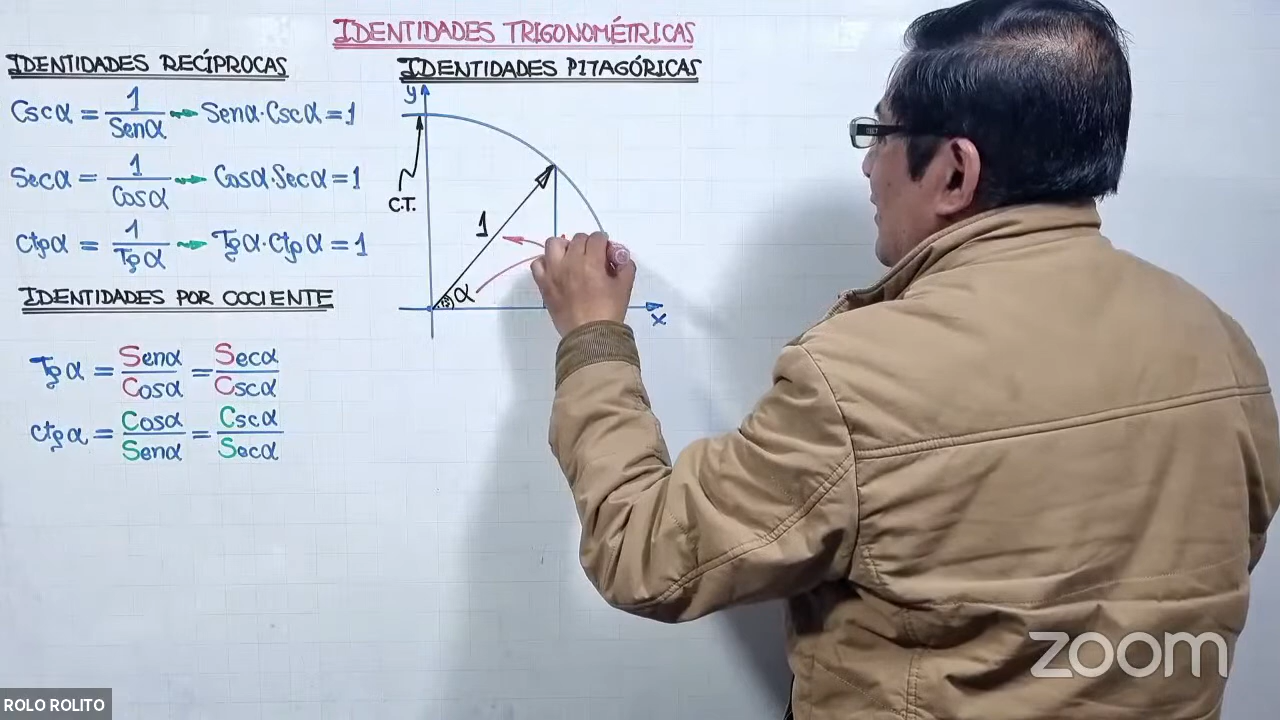 IDENTIDADES TRIGONOMÉTRICAS
IDENTIDADES RECÍPROCAS
Cscα = 1/Senα → Senα·Cscα = 1
Secα = 1/Cosα → Cosα·Secα = 1
Ctgα = 1/Tgα → Tgα·Ctgα = 1
IDENTIDADES POR COCIENTE
Tgα = Senα/Cosα = Secα/Cscα
Ctgα = Cosα/Senα = Cscα/Secα
IDENTIDADES PITAGÓRICAS
y
C.T.
1
α
x
zoom
ROLO ROLITO